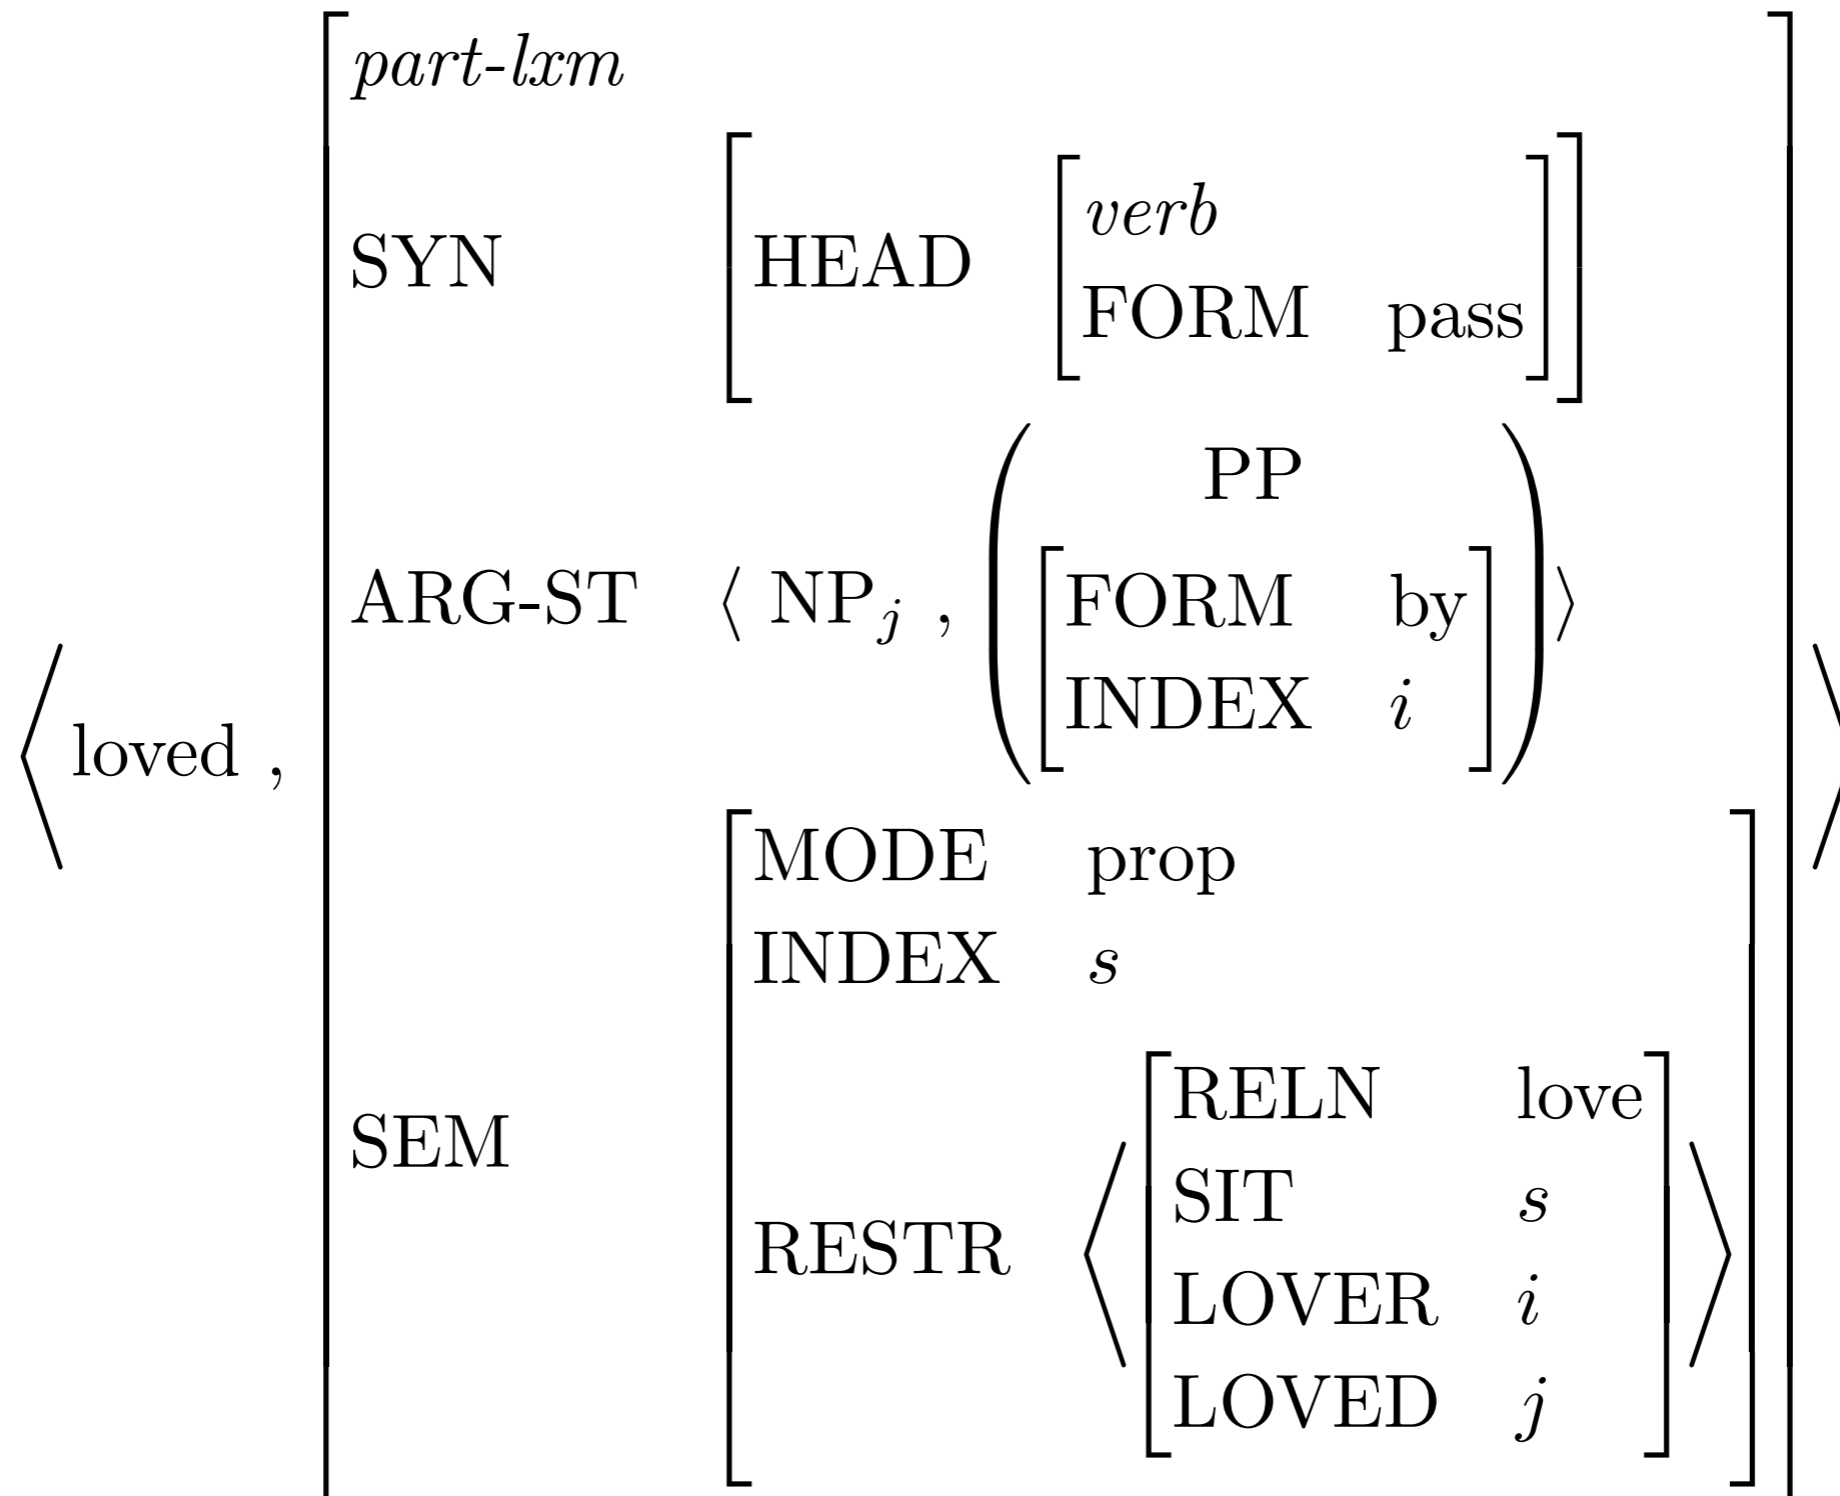 part-lxm
SYN [HEAD [verb
FORM pass]]
ARG-ST ⟨ NP_j , ( PP
[FORM by
INDEX i] ) ⟩
⟨ loved ,
SEM [MODE prop
INDEX s
RESTR ⟨ [RELN love
SIT s
LOVER i
LOVED j] ⟩ ] ⟩